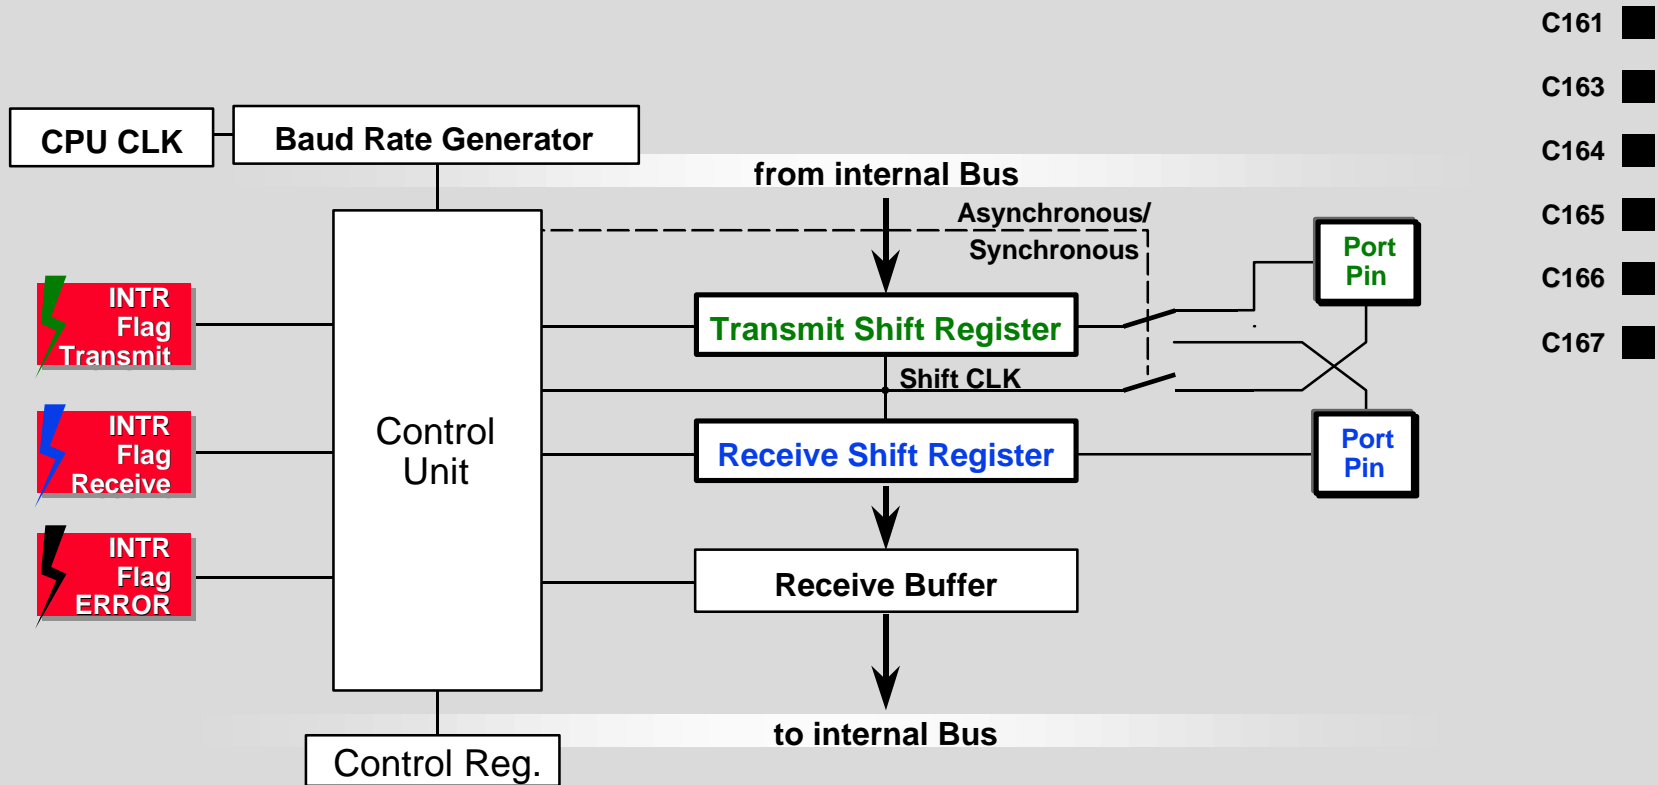 C161
C163
CPU CLK
Baud Rate Generator
C164
from internal Bus
C165
Asynchronous/
Synchronous
Port
Pin
C166
INTR
Flag
Transmit
Transmit Shift Register
C167
Shift CLK
INTR
Flag
Receive
Control
Unit
Receive Shift Register
Port
Pin
INTR
Flag
ERROR
Receive Buffer
to internal Bus
Control Reg.